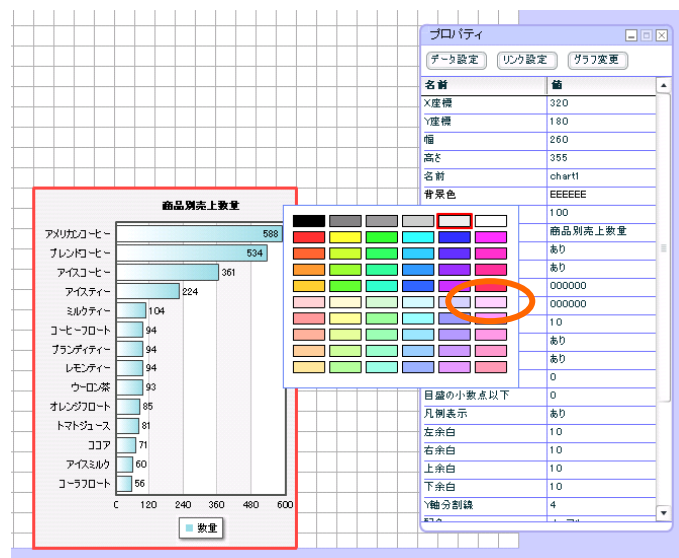 プロパティ
データ設定 リンク設定 グラフ変更
名前 値
X座標 320
Y座標 180
幅 260
高さ 355
名前 chart1
背景色 EEEEEE
100
商品別売上数量
あり
あり
000000
000000
10
あり
あり
0
目盛の小数点以下 0
凡例表示 あり
左余白 10
右余白 10
上余白 10
下余白 10
Y軸分割線 4
商品別売上数量
アメリカンコーヒー 588
ブレンドコーヒー 534
アイスコーヒー 361
アイスティー 224
ミルクティー 104
コーヒーフロート 94
ブランディティー 94
レモンティー 94
ウーロン茶 93
オレンジフロート 85
トマトジュース 81
ココア 71
アイスミルク 60
コーラフロート 56
0 120 240 360 480 600
数量